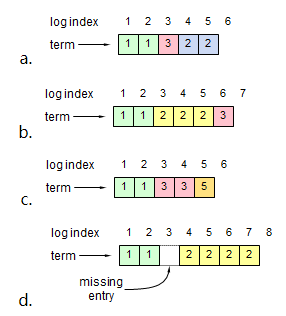 log index 1 2 3 4 5 6
term 1 1 3 2 2
a.
log index 1 2 3 4 5 6 7
term 1 1 2 2 2 3
b.
log index 1 2 3 4 5 6
term 1 1 3 3 5
c.
log index 1 2 3 4 5 6 7 8
term 1 1 2 2 2 2
missing
entry
d.